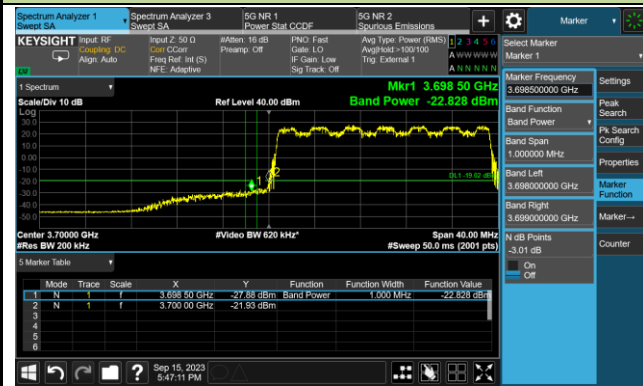 Spectrum Analyzer 1
Swept SA
Spectrum Analyzer 3
Swept SA
5G NR 1
Power Stat CCDF
5G NR 2
Spurious Emissions
Marker
KEYSIGHT
Input: RF
Coupling: DC
Align: Auto
Input Z: 50 Ω
Corr CCorr
Freq Ref: Int (S)
NFE: Adaptive
#Atten: 16 dB
Preamp: Off
PNO: Fast
Gate: LO
IF Gain: Low
Sig Track: Off
Avg Type: Power (RMS)
Avg|Hold:>100/100
Trig: External 1
1 2 3 4 5 6
A W W W W W
A N N N N N
LXI
1 Spectrum
Scale/Div 10 dB
Ref Level 40.00 dBm
Mkr1 3.698 50 GHz
Band Power -22.828 dBm
Log
30.0
20.0
10.0
0.00
-10.0
-20.0
-30.0
-40.0
-50.0
1
2
DL1 -19.02 dBm
Center 3.70000 GHz
#Res BW 200 kHz
#Video BW 620 kHz*
Span 40.00 MHz
#Sweep 50.0 ms (2001 pts)
5 Marker Table
Mode Trace Scale X Y Function Function Width Function Value
1 N 1 f 3.698 50 GHz -27.88 dBm Band Power 1.000 MHz -22.828 dBm
2 N 1 f 3.700 00 GHz -21.93 dBm
3
4
5
6
Sep 15, 2023
5:47:11 PM
Select Marker
Marker 1
Marker Frequency
3.698500000 GHz
Band Function
Band Power
Band Span
1.000000 MHz
Band Left
3.698000000 GHz
Band Right
3.699000000 GHz
N dB Points
-3.01 dB
On
Off
Settings
Peak
Search
Pk Search
Config
Properties
Marker
Function
Marker→
Counter